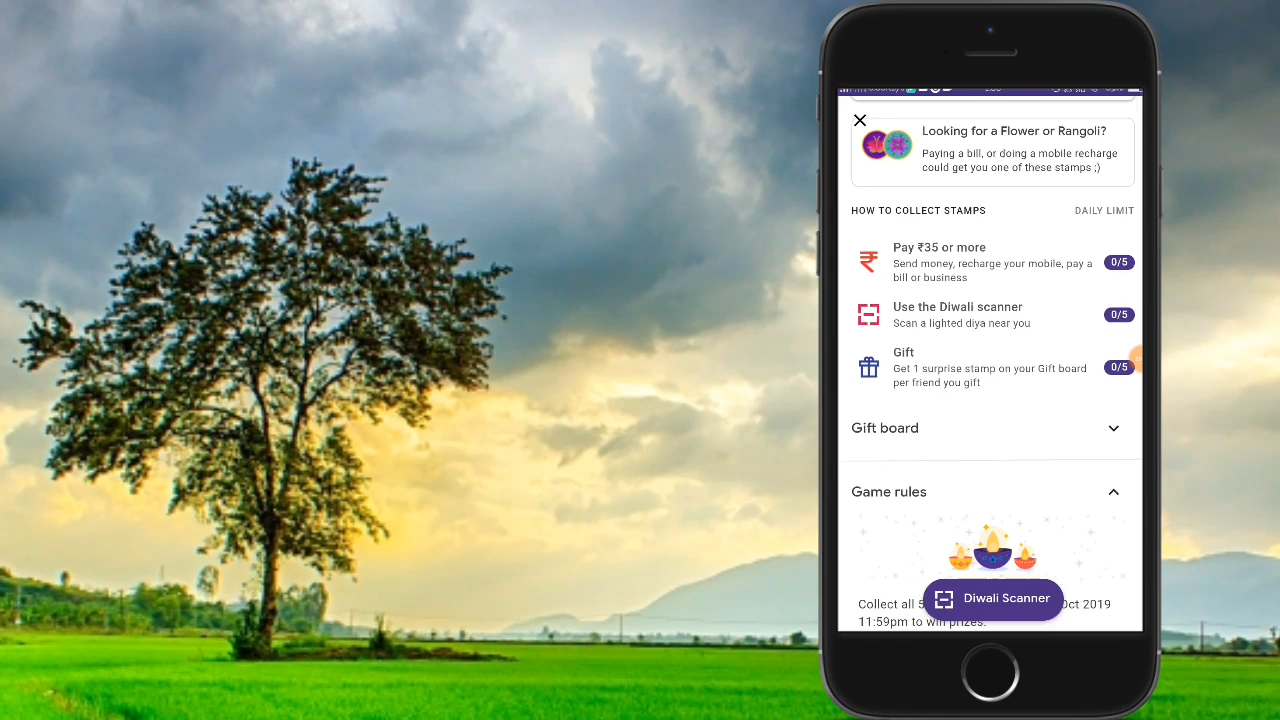 Looking for a Flower or Rangoli?
Paying a bill, or doing a mobile recharge
could get you one of these stamps ;)
HOW TO COLLECT STAMPS DAILY LIMIT
Pay ₹35 or more
Send money, recharge your mobile, pay a
bill or business
0/5
Use the Diwali scanner
Scan a lighted diya near you
0/5
Gift
Get 1 surprise stamp on your Gift board
per friend you gift
0/5
Gift board
Game rules
Diwali Scanner
Collect all 5 Oct 2019
11:59pm to win prizes.